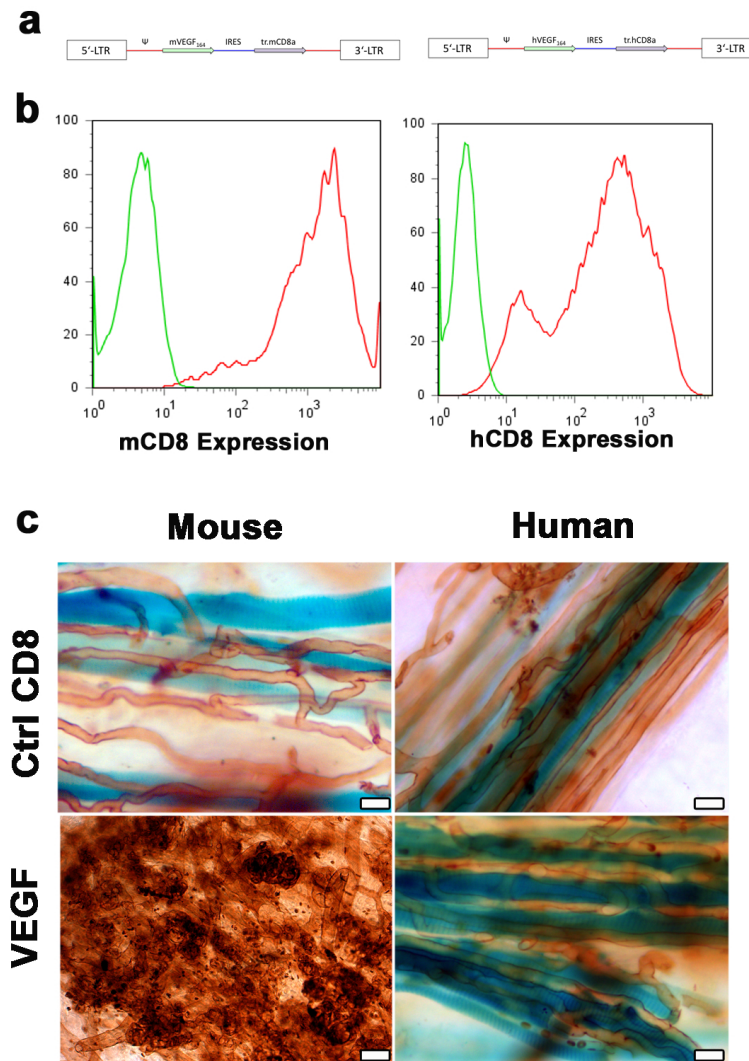 a
5'-LTR Ψ mVEGF164 IRES tr.mCD8a 3'-LTR
5'-LTR Ψ hVEGF164 IRES tr.hCD8a 3'-LTR
b
100
80
60
40
20
0
10^0 10^1 10^2 10^3
mCD8 Expression
100
80
60
40
20
0
10^0 10^1 10^2 10^3
hCD8 Expression
c
Mouse Human
Ctrl CD8
VEGF